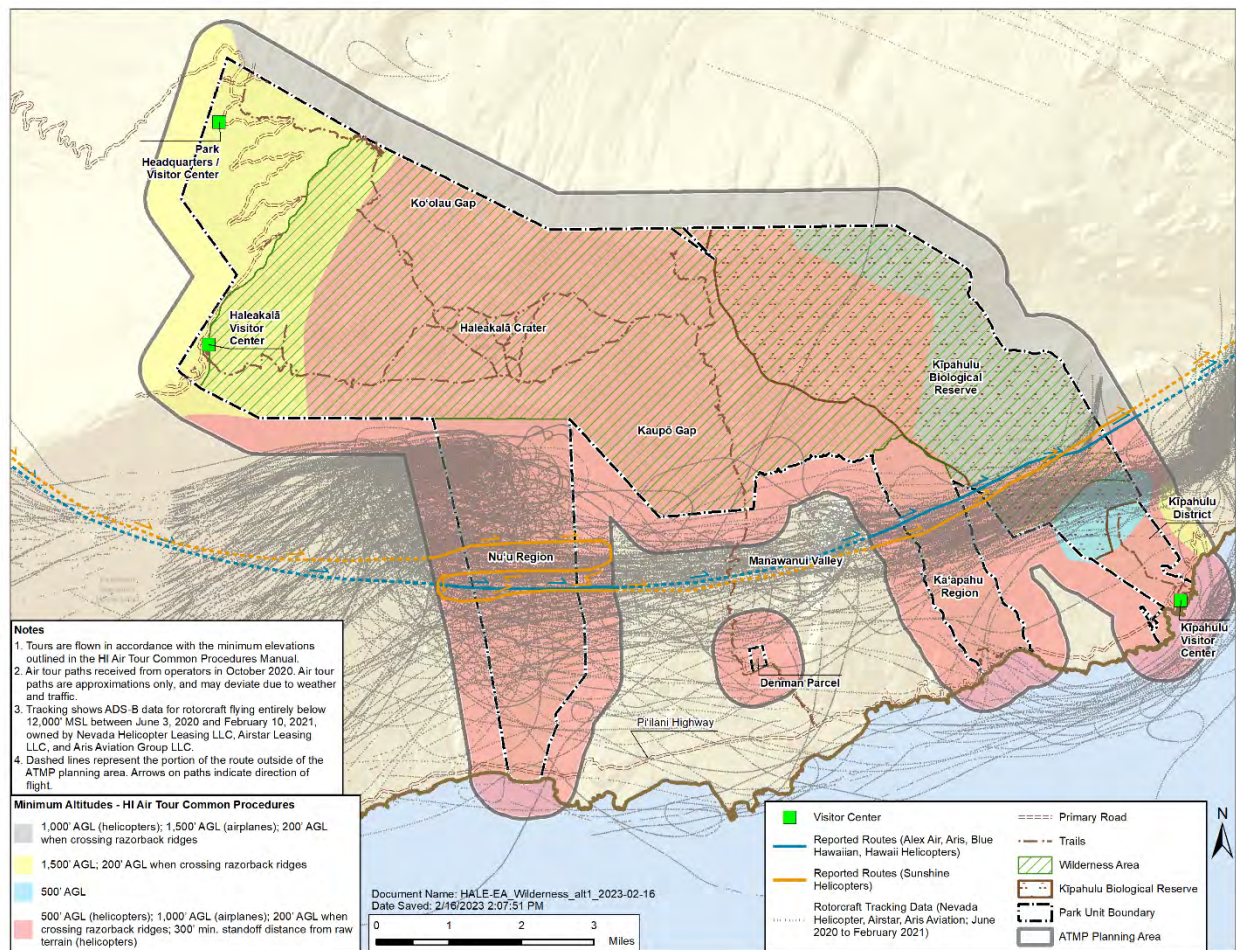 Park
Headquarters /
Visitor Center
Ko'olau Gap
Haleakalā
Visitor
Center
Haleakalā Crater
Kīpahulu
Biological
Reserve
Kaupō Gap
Kīpahulu
District
Nu'u Region
Manawainui Valley
Ka'āpahu
Region
Kīpahulu
Visitor
Center
Denman Parcel
Pi'ilani Highway
Notes
1. Tours are flown in accordance with the minimum elevations
outlined in the HI Air Tour Common Procedures Manual.
2. Air tour paths received from operators in October 2020. Air tour
paths are approximations only, and may deviate due to weather
and traffic.
3. Tracking shows ADS-B data for rotorcraft flying entirely below
12,000' MSL between June 3, 2020 and February 10, 2021,
owned by Nevada Helicopter Leasing LLC, Airstar Leasing
LLC, and Aris Aviation Group LLC.
4. Dashed lines represent the portion of the route outside of the
ATMP planning area. Arrows on paths indicate direction of
flight.
Minimum Altitudes - HI Air Tour Common Procedures
1,000' AGL (helicopters); 1,500' AGL (airplanes); 200' AGL
when crossing razorback ridges
1,500' AGL; 200' AGL when crossing razorback ridges
500' AGL
500' AGL (helicopters); 1,000' AGL (airplanes); 200' AGL when
crossing razorback ridges; 300' min. standoff distance from raw
terrain (helicopters)
Document Name: HALE-EA_Wilderness_alt1_2023-02-16
Date Saved: 2/16/2023 2:07:51 PM
0 1 2 3
Miles
Visitor Center
Reported Routes (Alex Air, Aris, Blue
Hawaiian, Hawaii Helicopters)
Reported Routes (Sunshine
Helicopters)
Rotorcraft Tracking Data (Nevada
Helicopter, Airstar, Aris Aviation; June
2020 to February 2021)
Primary Road
Trails
Wilderness Area
Kīpahulu Biological Reserve
Park Unit Boundary
ATMP Planning Area
N